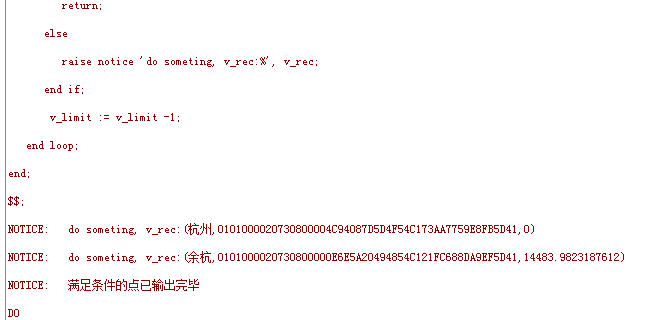 return;
else
raise notice 'do someting, v_rec:%', v_rec;
end if;
v_limit := v_limit -1;
end loop;
end;
$$;
NOTICE: do someting, v_rec:(杭州,0101000020730800004C94087D5D4F54C173AA7759E8FB5D41,0)
NOTICE: do someting, v_rec:(余杭,0101000020730800000E6E5A20494854C121FC688DA9EF5D41,14483.9823187612)
NOTICE: 满足条件的点已输出完毕
DO